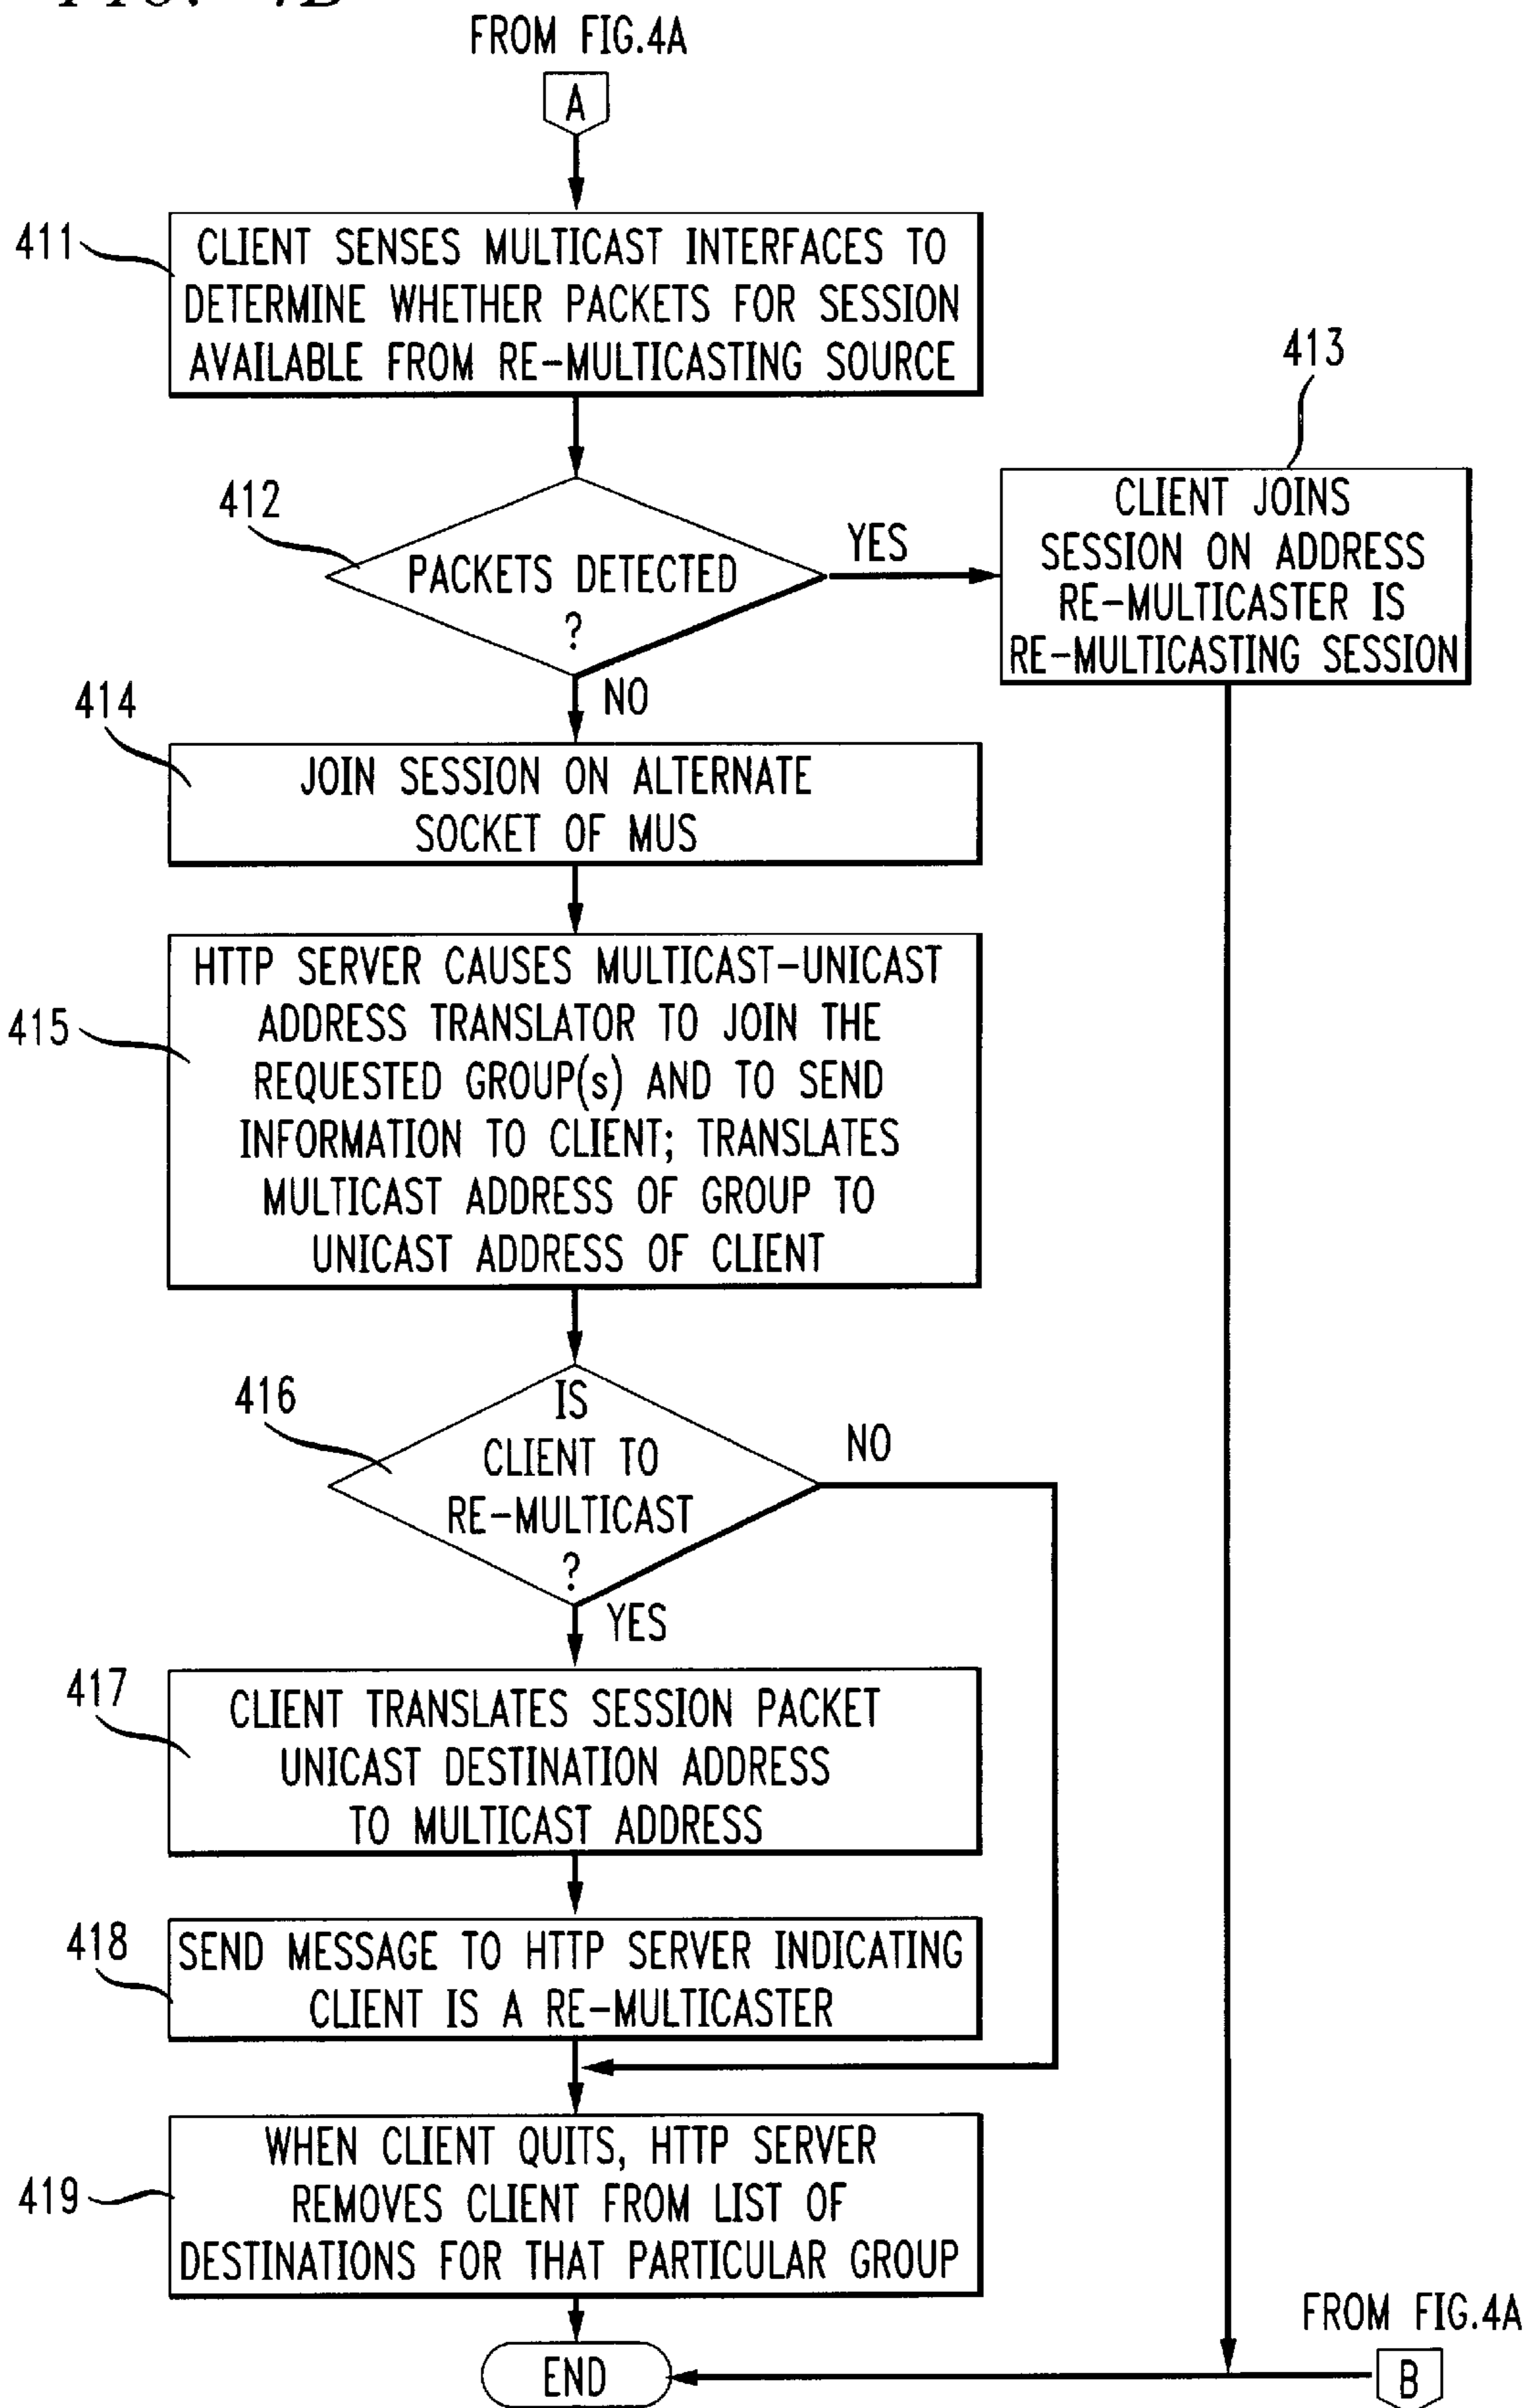 FIG. 4B
FROM FIG.4A
A
411
CLIENT SENSES MULTICAST INTERFACES TO
DETERMINE WHETHER PACKETS FOR SESSION
AVAILABLE FROM RE-MULTICASTING SOURCE
413
CLIENT JOINS
SESSION ON ADDRESS
RE-MULTICASTER IS
RE-MULTICASTING SESSION
412
PACKETS DETECTED
?
YES
NO
414
JOIN SESSION ON ALTERNATE
SOCKET OF MUS
415
HTTP SERVER CAUSES MULTICAST-UNICAST
ADDRESS TRANSLATOR TO JOIN THE
REQUESTED GROUP(s) AND TO SEND
INFORMATION TO CLIENT; TRANSLATES
MULTICAST ADDRESS OF GROUP TO
UNICAST ADDRESS OF CLIENT
416
IS
CLIENT TO
RE-MULTICAST
?
NO
YES
417
CLIENT TRANSLATES SESSION PACKET
UNICAST DESTINATION ADDRESS
TO MULTICAST ADDRESS
418
SEND MESSAGE TO HTTP SERVER INDICATING
CLIENT IS A RE-MULTICASTER
419
WHEN CLIENT QUITS, HTTP SERVER
REMOVES CLIENT FROM LIST OF
DESTINATIONS FOR THAT PARTICULAR GROUP
FROM FIG.4A
END
B